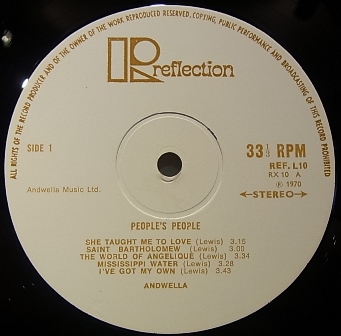 ALL RIGHTS OF THE RECORD PRODUCER AND OF THE OWNER OF THE WORK REPRODUCED RESERVED, COPYING, PUBLIC PERFORMANCE AND BROADCASTING OF THIS RECORD PROHIBITED
R reflection
SIDE 1
33⅓ RPM
REF. L10
RX 10 A
℗ 1970
Andwella Music Ltd.
STEREO
PEOPLE'S PEOPLE
SHE TAUGHT ME TO LOVE (Lewis) 3.15
SAINT BARTHOLOMEW (Lewis) 3.00
THE WORLD OF ANGELIQUE (Lewis) 3.34
MISSISSIPPI WATER (Lewis) 3.28
I'VE GOT MY OWN (Lewis) 3.43
ANDWELLA